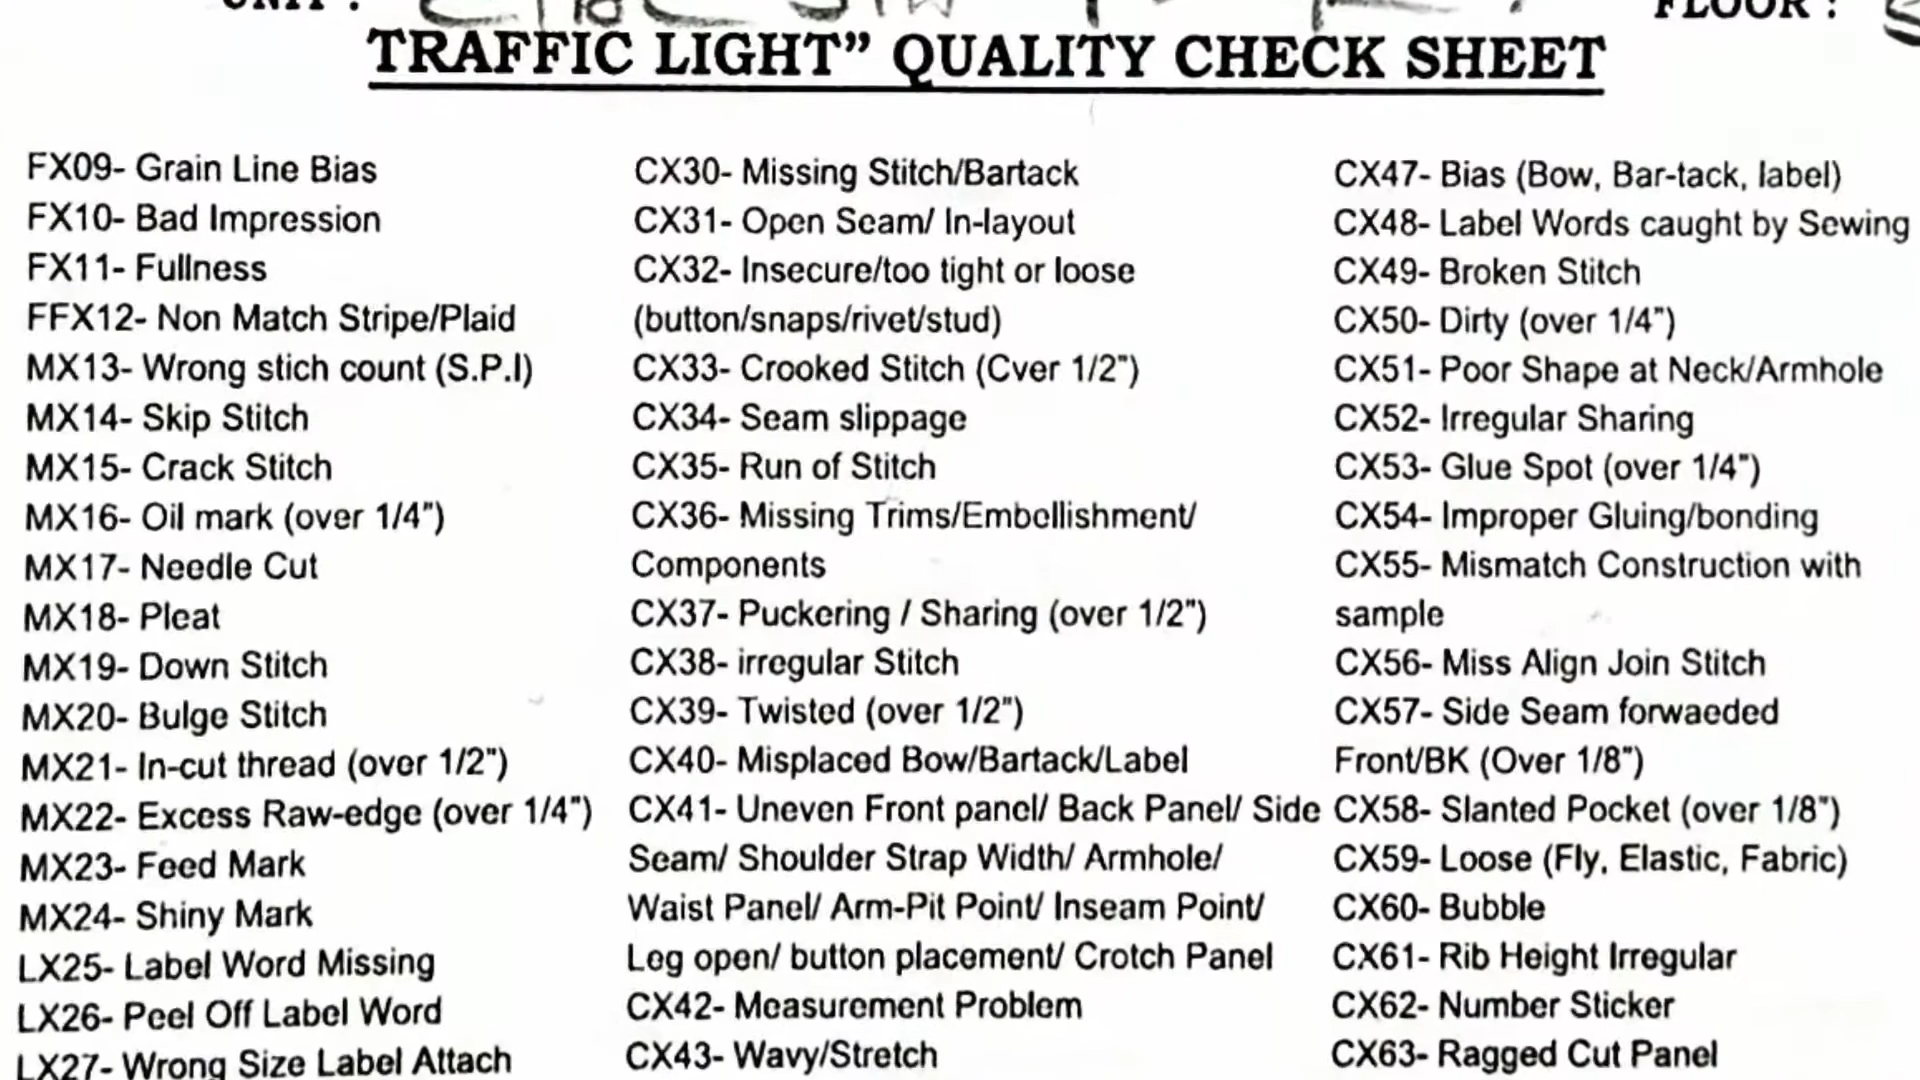 UNIT :
FLOOR :
TRAFFIC LIGHT” QUALITY CHECK SHEET
FX09- Grain Line Bias
FX10- Bad Impression
FX11- Fullness
FFX12- Non Match Stripe/Plaid
MX13- Wrong stich count (S.P.I)
MX14- Skip Stitch
MX15- Crack Stitch
MX16- Oil mark (over 1/4")
MX17- Needle Cut
MX18- Pleat
MX19- Down Stitch
MX20- Bulge Stitch
MX21- In-cut thread (over 1/2")
MX22- Excess Raw-edge (over 1/4")
MX23- Feed Mark
MX24- Shiny Mark
LX25- Label Word Missing
LX26- Peel Off Label Word
LX27- Wrong Size Label Attach
CX30- Missing Stitch/Bartack
CX31- Open Seam/ In-layout
CX32- Insecure/too tight or loose
(button/snaps/rivet/stud)
CX33- Crooked Stitch (Cver 1/2")
CX34- Seam slippage
CX35- Run of Stitch
CX36- Missing Trims/Embellishment/
Components
CX37- Puckering / Sharing (over 1/2")
CX38- irregular Stitch
CX39- Twisted (over 1/2")
CX40- Misplaced Bow/Bartack/Label
CX41- Uneven Front panel/ Back Panel/ Side
Seam/ Shoulder Strap Width/ Armhole/
Waist Panel/ Arm-Pit Point/ Inseam Point/
Leg open/ button placement/ Crotch Panel
CX42- Measurement Problem
CX43- Wavy/Stretch
CX47- Bias (Bow, Bar-tack, label)
CX48- Label Words caught by Sewing
CX49- Broken Stitch
CX50- Dirty (over 1/4")
CX51- Poor Shape at Neck/Armhole
CX52- Irregular Sharing
CX53- Glue Spot (over 1/4")
CX54- Improper Gluing/bonding
CX55- Mismatch Construction with
sample
CX56- Miss Align Join Stitch
CX57- Side Seam forwaeded
Front/BK (Over 1/8")
CX58- Slanted Pocket (over 1/8")
CX59- Loose (Fly, Elastic, Fabric)
CX60- Bubble
CX61- Rib Height Irregular
CX62- Number Sticker
CX63- Ragged Cut Panel